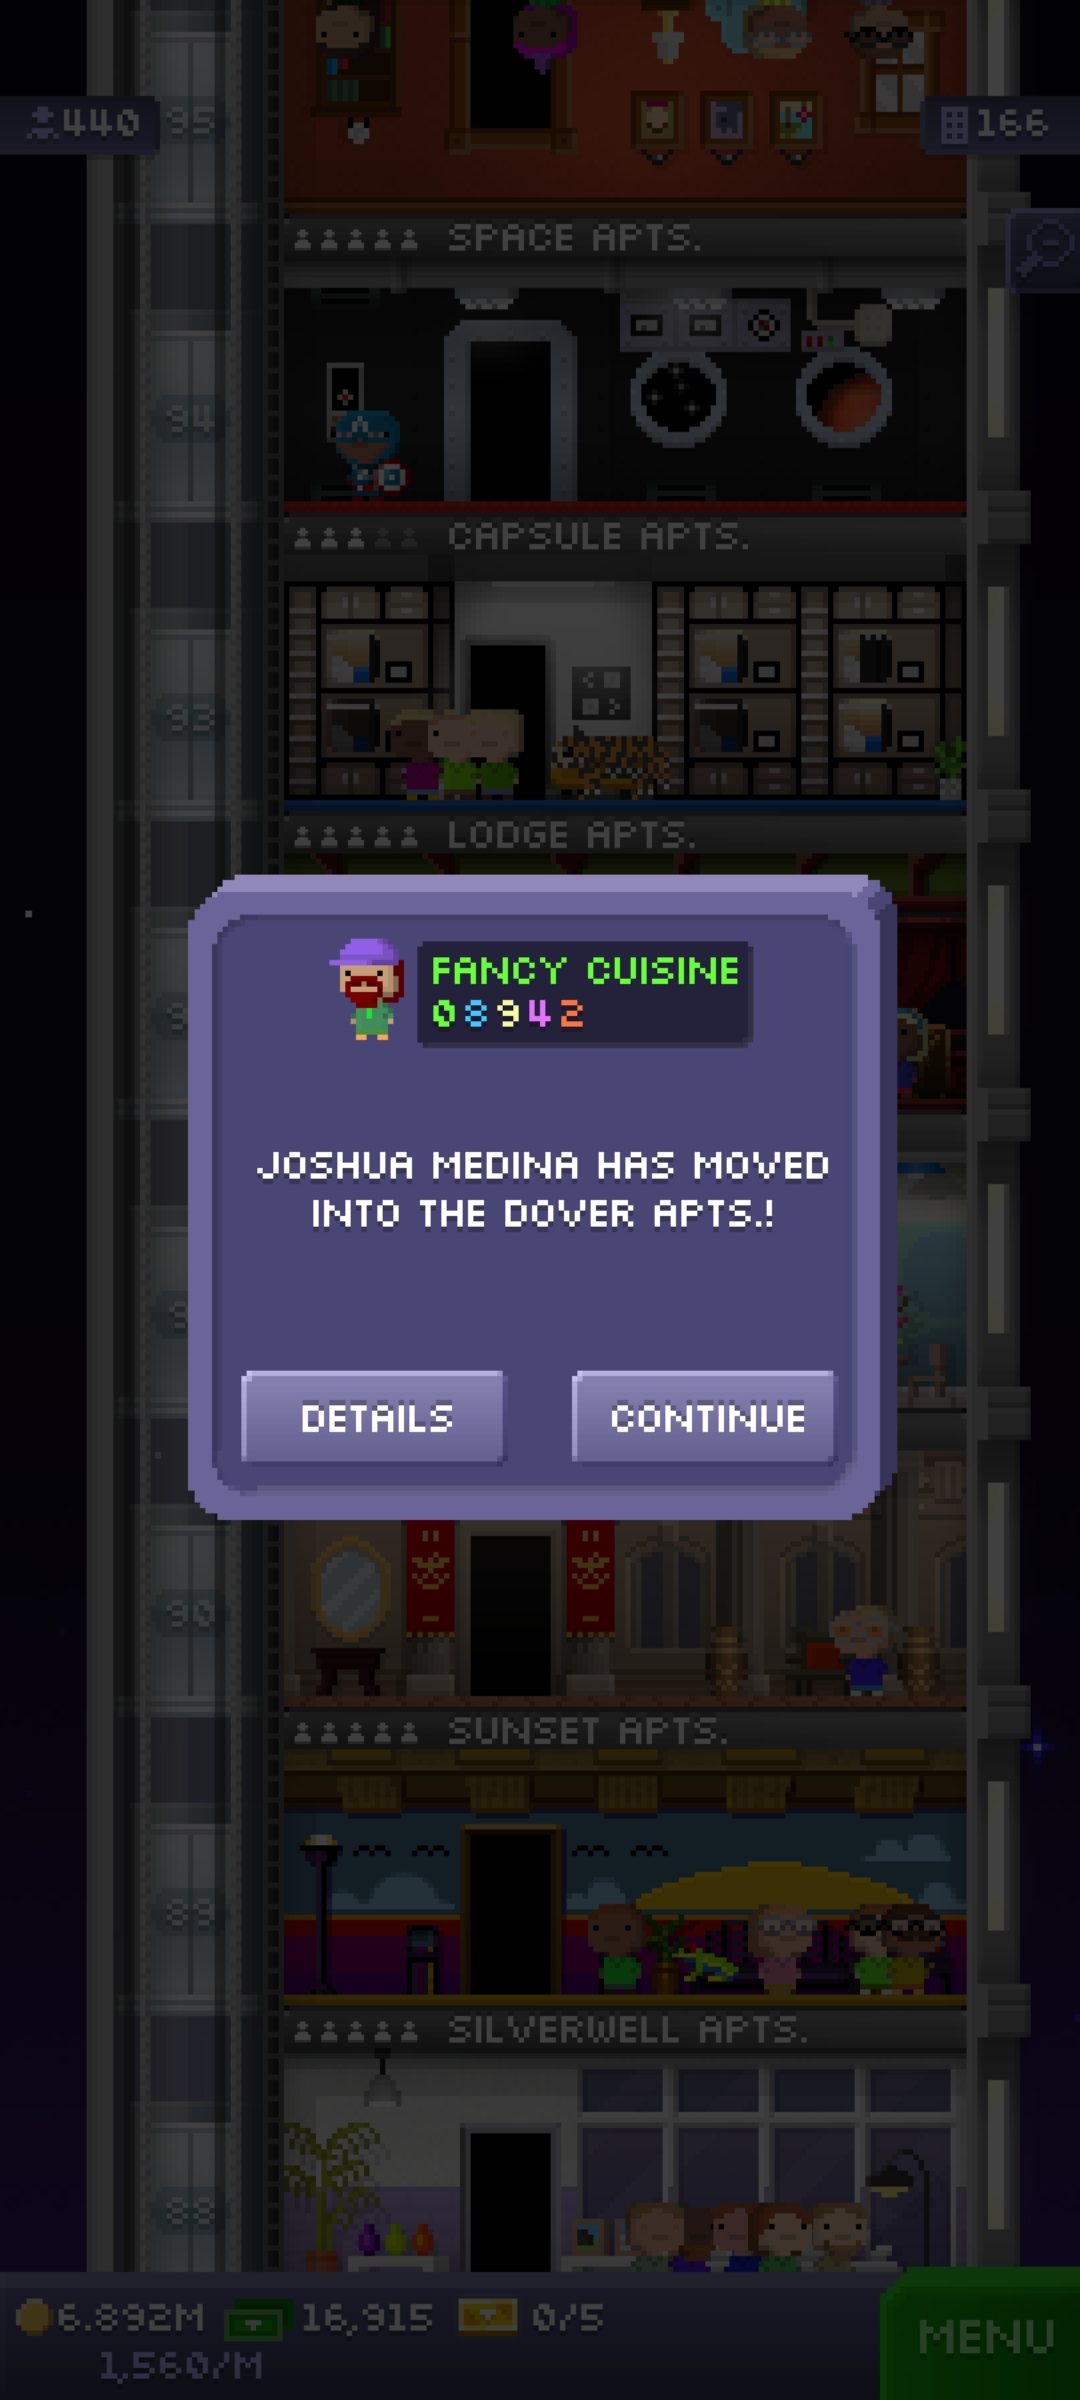 440
95
166
SPACE APTS.
94
CAPSULE APTS.
93
LODGE APTS.
FANCY CUISINE
08942
JOSHUA MEDINA HAS MOVED
INTO THE DOVER APTS.!
DETAILS
CONTINUE
90
SUNSET APTS.
89
SILVERWELL APTS.
88
6.892M
16,915
0/5
MENU
1,560/M